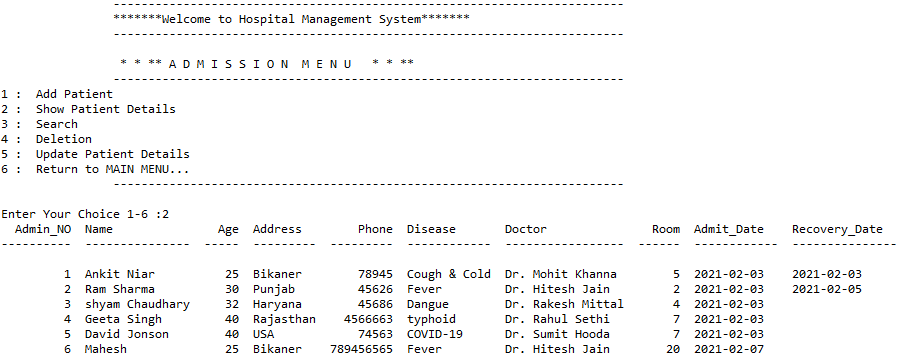 -------------------------------------------------------------------------
*******Welcome to Hospital Management System*******
-------------------------------------------------------------------------
* * ** A D M I S S I O N  M E N U   * * **
-------------------------------------------------------------------------
1 :  Add Patient
2 :  Show Patient Details
3 :  Search
4 :  Deletion
5 :  Update Patient Details
6 :  Return to MAIN MENU...
-------------------------------------------------------------------------
Enter Your Choice 1-6 :2
  Admin_NO  Name               Age  Address        Phone  Disease       Doctor                 Room  Admit_Date    Recovery_Date
----------  ---------------  -----  ---------  ---------  ------------  -----------------  ------  ------------  ---------------
         1  Ankit Niar          25  Bikaner        78945  Cough & Cold  Dr. Mohit Khanna        5  2021-02-03    2021-02-03
         2  Ram Sharma          30  Punjab         45626  Fever         Dr. Hitesh Jain         2  2021-02-03    2021-02-05
         3  shyam Chaudhary     32  Haryana        45686  Dangue        Dr. Rakesh Mittal       4  2021-02-03
         4  Geeta Singh         40  Rajasthan    4566663  typhoid       Dr. Rahul Sethi         7  2021-02-03
         5  David Jonson        40  USA            74563  COVID-19      Dr. Sumit Hooda         7  2021-02-03
         6  Mahesh              25  Bikaner    789456565  Fever         Dr. Hitesh Jain        20  2021-02-07